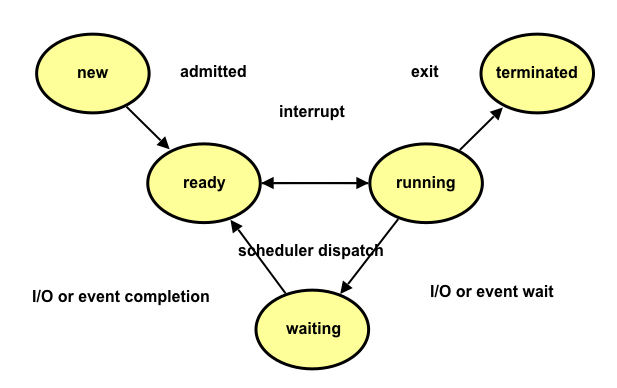 new
admitted
exit
terminated
interrupt
ready
running
scheduler dispatch
I/O or event completion
I/O or event wait
waiting